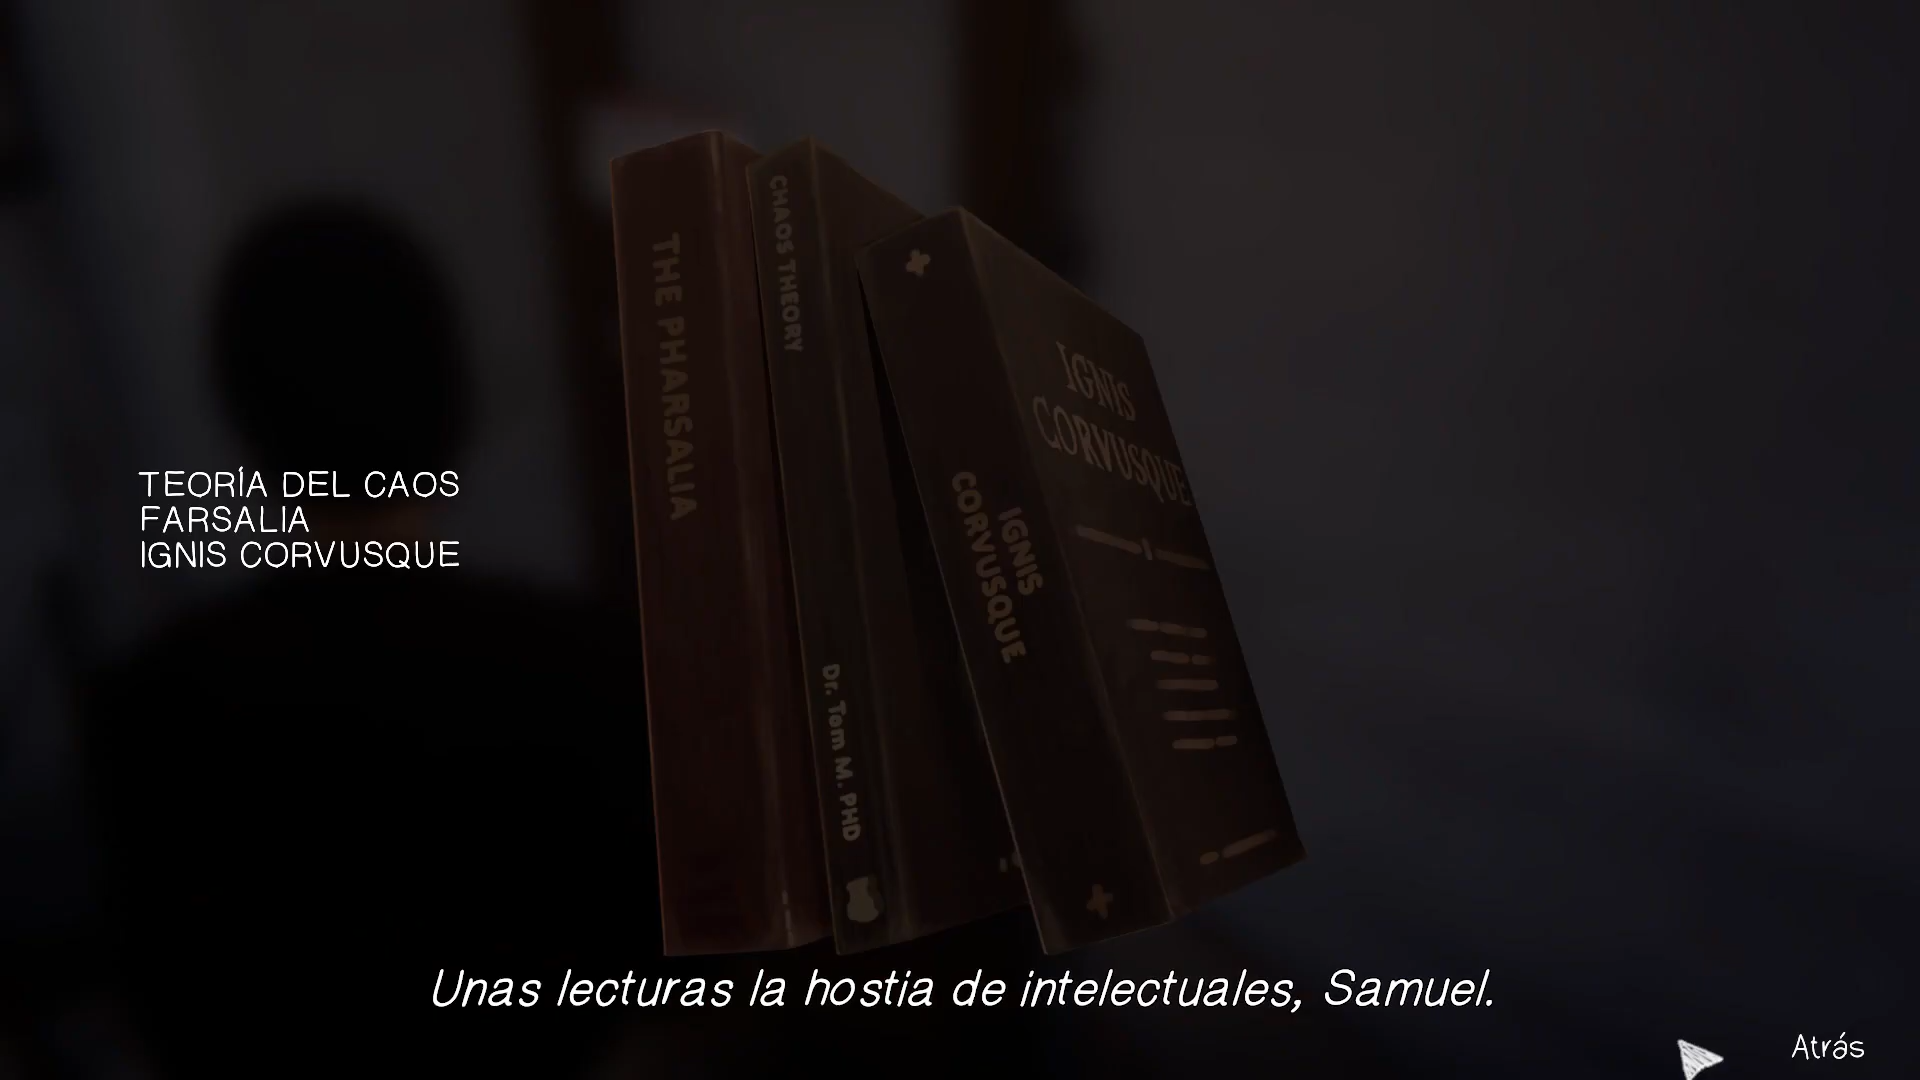 THE PHARSALIA
CHAOS THEORY
Dr. Tom M. PHD
IGNIS
CORVUSQUE
IGNIS
CORVUSQUE
TEORÍA DEL CAOS
FARSALIA
IGNIS CORVUSQUE
Unas lecturas la hostia de intelectuales, Samuel.
Atrás